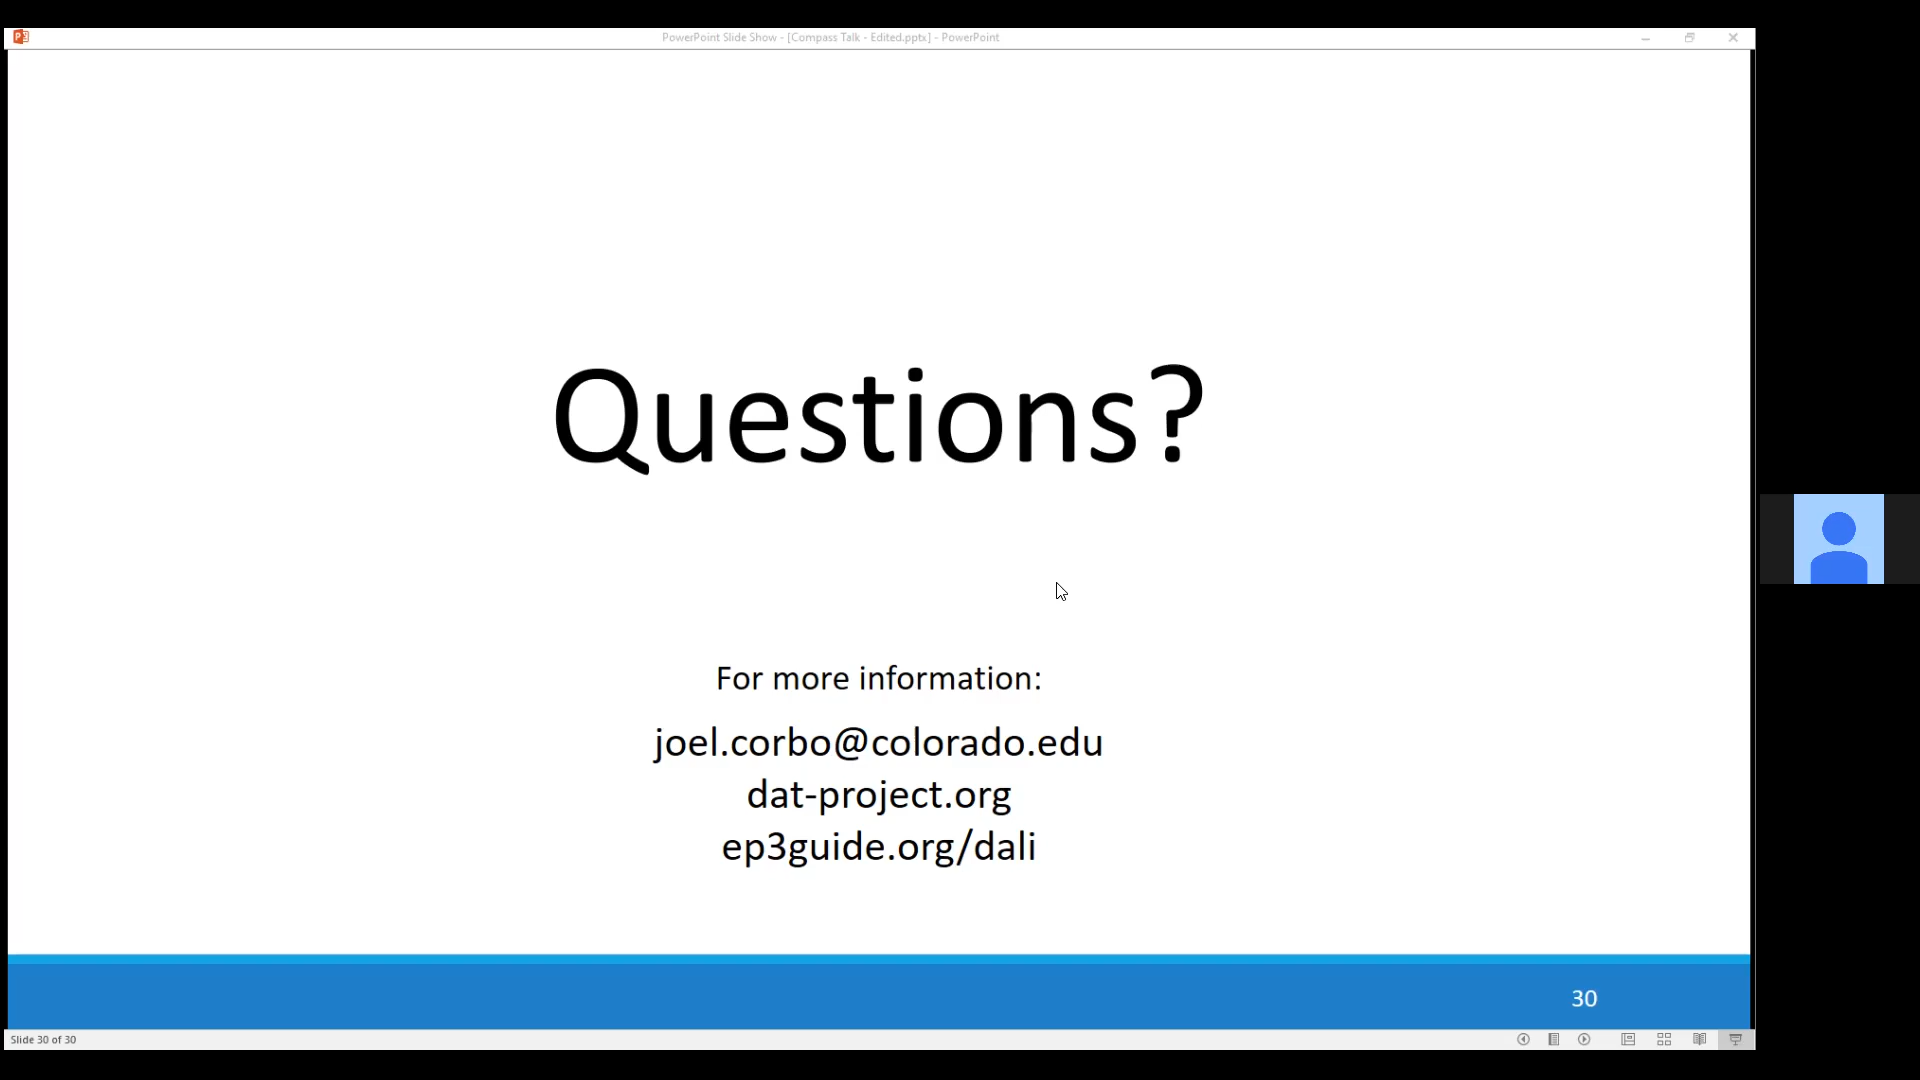 PowerPoint Slide Show - [Compass Talk - Edited.pptx] - PowerPoint
Questions?
For more information:
joel.corbo@colorado.edu
dat-project.org
ep3guide.org/dali
30
Slide 30 of 30